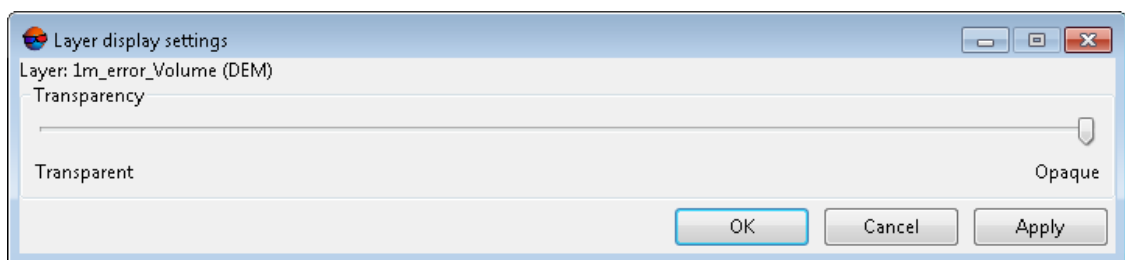 Layer display settings
Layer: 1m_error_Volume (DEM)
Transparency
Transparent Opaque
OK Cancel Apply